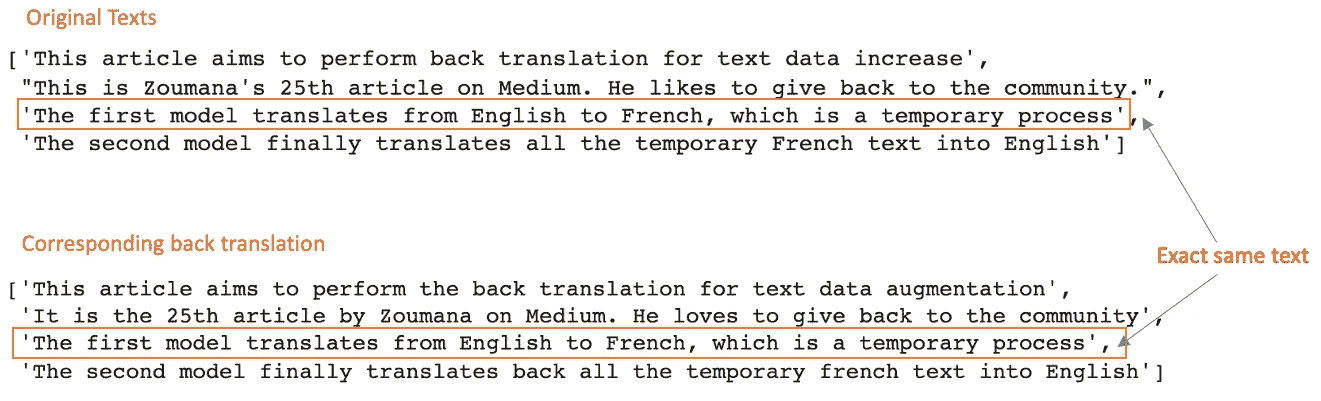 Original Texts
['This article aims to perform back translation for text data increase',
"This is Zoumana's 25th article on Medium. He likes to give back to the community.",
'The first model translates from English to French, which is a temporary process',
'The second model finally translates all the temporary French text into English']
Corresponding back translation
Exact same text
['This article aims to perform the back translation for text data augmentation',
'It is the 25th article by Zoumana on Medium. He loves to give back to the community',
'The first model translates from English to French, which is a temporary process',
'The second model finally translates back all the temporary french text into English']